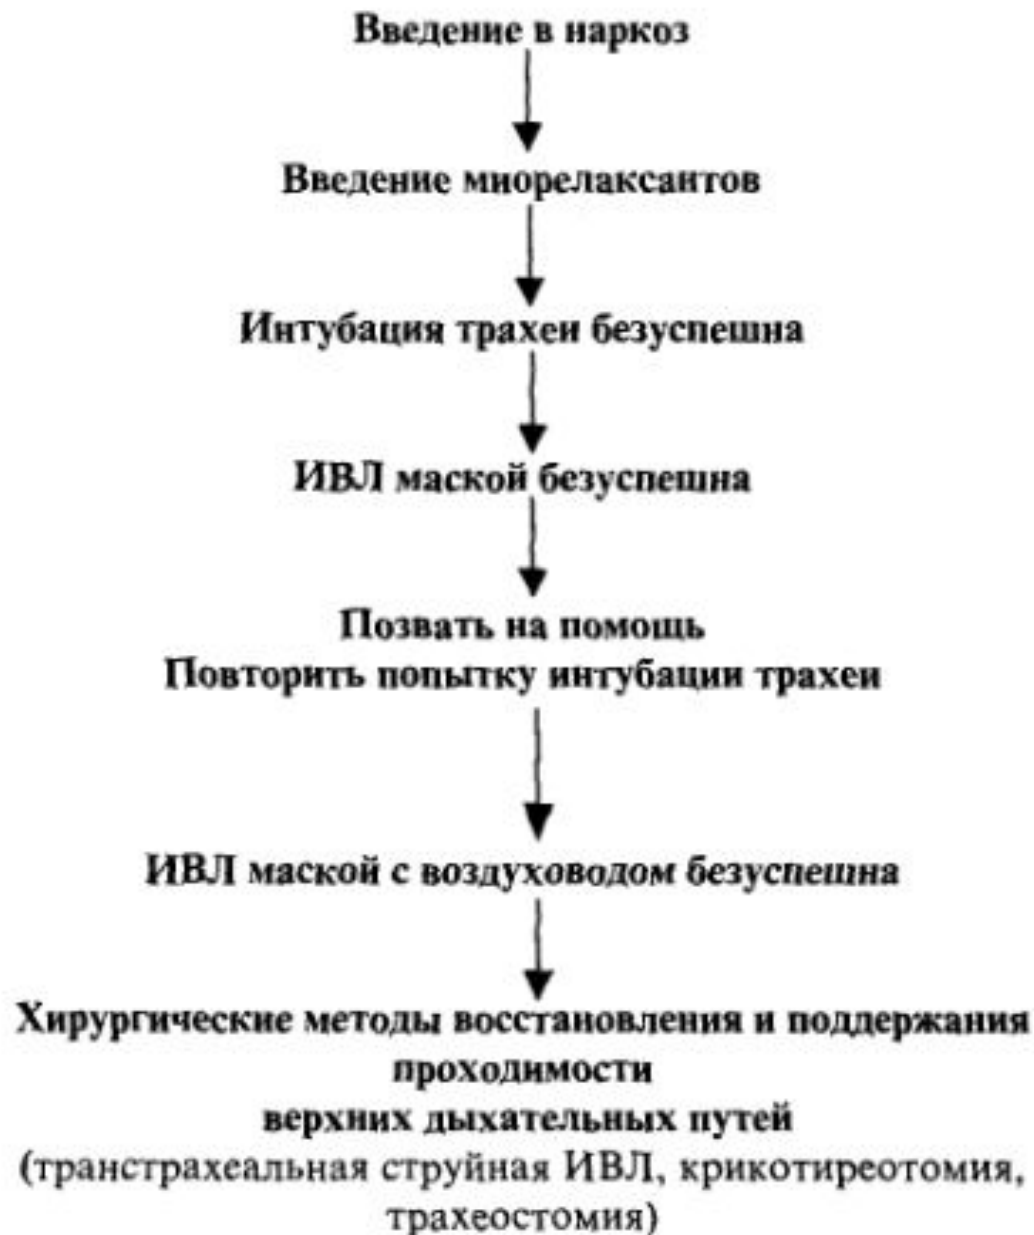 Введение в наркоз
Введение миорелаксантов
Интубация трахеи безуспешна
ИВЛ маской безуспешна
Позвать на помощь
Повторить попытку интубации трахеи
ИВЛ маской с воздуховодом безуспешна
Хирургические методы восстановления и поддержания
проходимости
верхних дыхательных путей
(транстрахеальная струйная ИВЛ, крикотиреотомия,
трахеостомия)